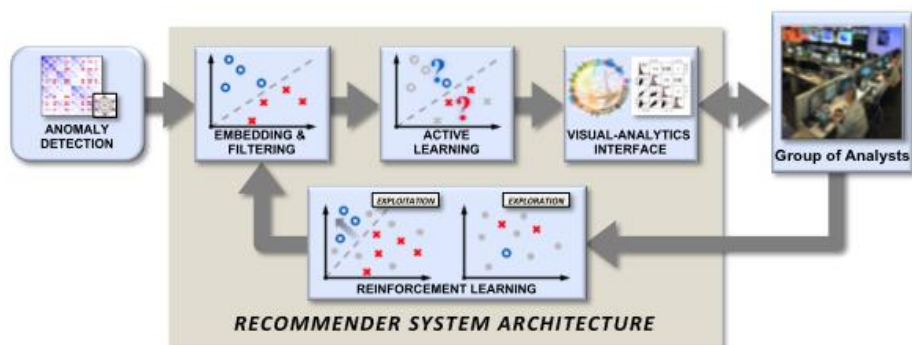 ANOMALY
DETECTION
EMBEDDING &
FILTERING
?
?
ACTIVE
LEARNING
VISUAL-ANALYTICS
INTERFACE
Group of Analysts
EXPLOITATION
EXPLORATION
REINFORCEMENT LEARNING
RECOMMENDER SYSTEM ARCHITECTURE